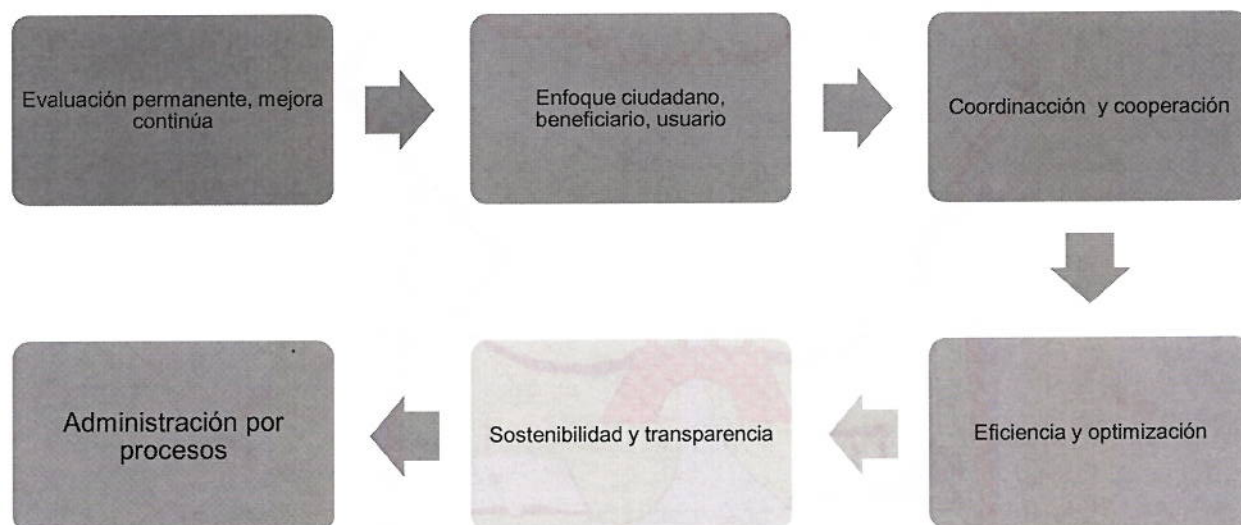 Evaluación permanente, mejora
continúa
Enfoque ciudadano,
beneficiario, usuario
Coordinacción y cooperación
Eficiencia y optimización
Sostenibilidad y transparencia
Administración por
procesos